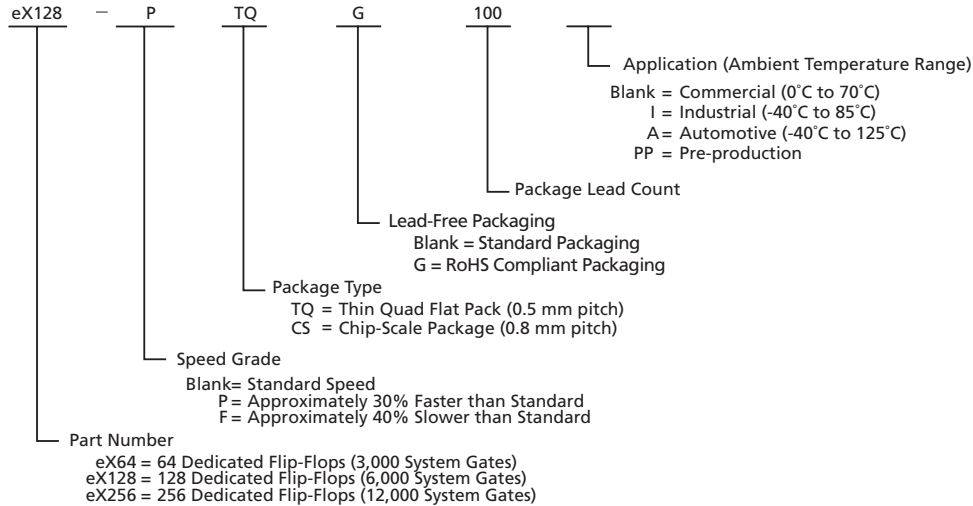 eX128 – P TQ G 100
Application (Ambient Temperature Range)
Blank = Commercial (0˚C to 70˚C)
I = Industrial (-40˚C to 85˚C)
A = Automotive (-40˚C to 125˚C)
PP = Pre-production
Package Lead Count
Lead-Free Packaging
Blank = Standard Packaging
G = RoHS Compliant Packaging
Package Type
TQ = Thin Quad Flat Pack (0.5 mm pitch)
CS = Chip-Scale Package (0.8 mm pitch)
Speed Grade
Blank= Standard Speed
P = Approximately 30% Faster than Standard
F = Approximately 40% Slower than Standard
Part Number
eX64 = 64 Dedicated Flip-Flops (3,000 System Gates)
eX128 = 128 Dedicated Flip-Flops (6,000 System Gates)
eX256 = 256 Dedicated Flip-Flops (12,000 System Gates)